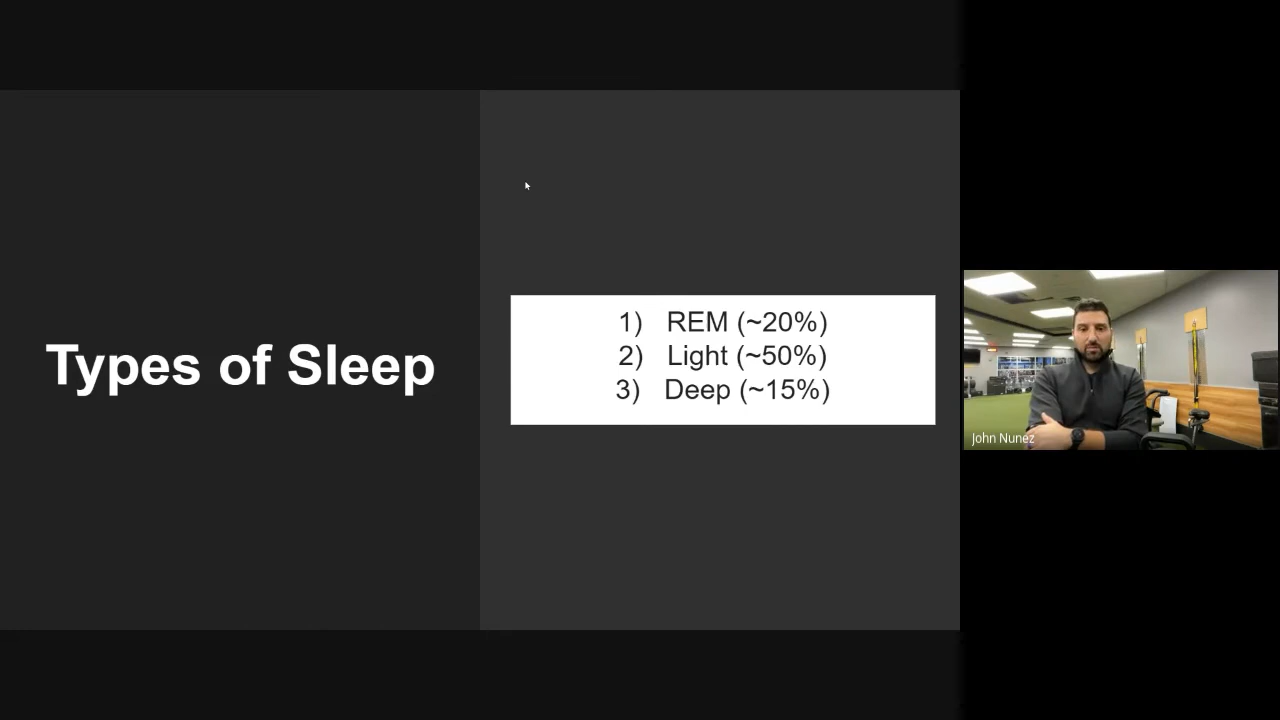 Types of Sleep
1) REM (~20%)
2) Light (~50%)
3) Deep (~15%)
John Nunez